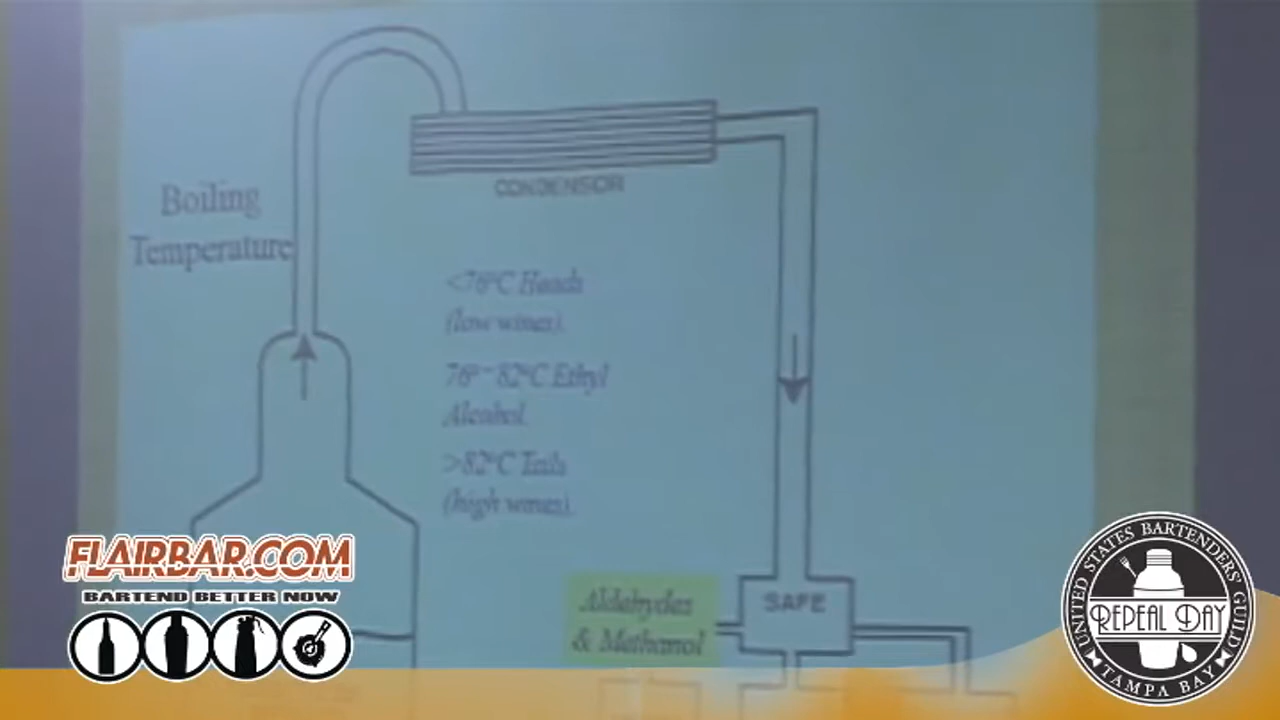 CONDENSOR
Boiling
Temperature
<76°C Heads
(low wines).
76°-82°C Ethyl
Alcohol.
>82°C Tails
(high wines).
Aldehydes
& Methanol
SAFE
FLAIRBAR.COM
BARTEND BETTER NOW
UNITED STATES BARTENDERS' GUILD
REPEAL DAY
TAMPA BAY